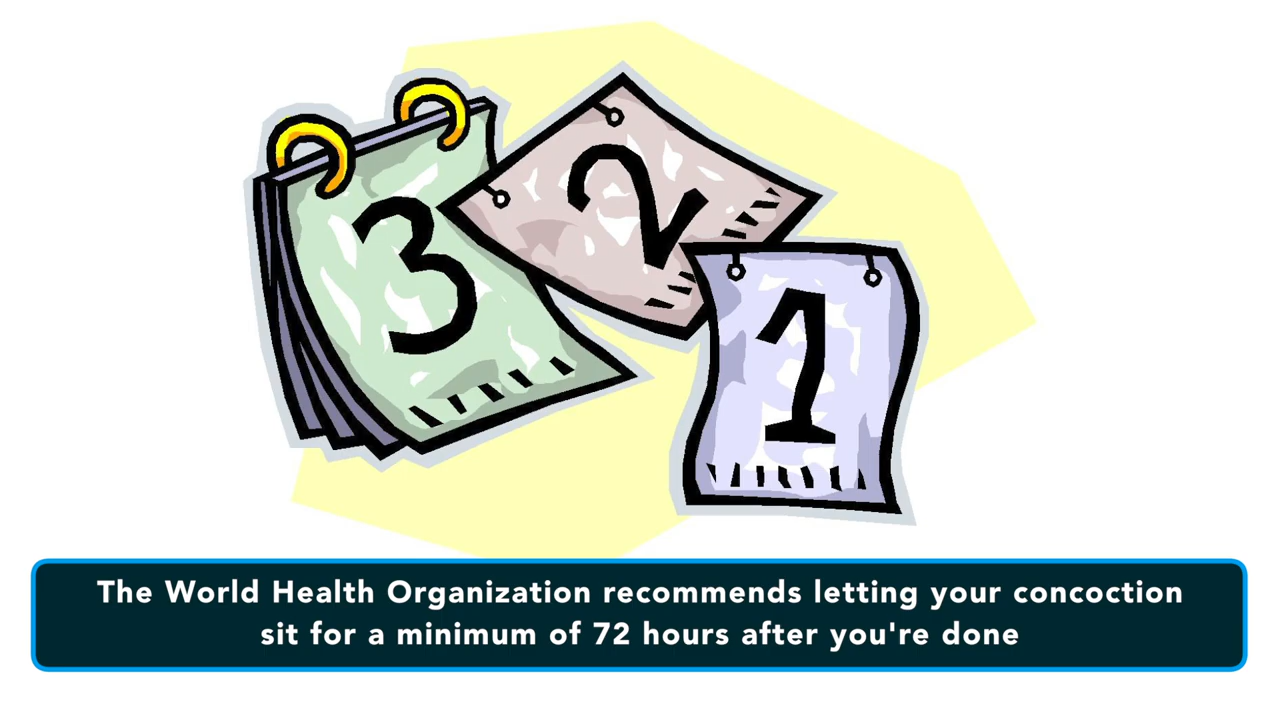 3
2
1
The World Health Organization recommends letting your concoction
sit for a minimum of 72 hours after you're done